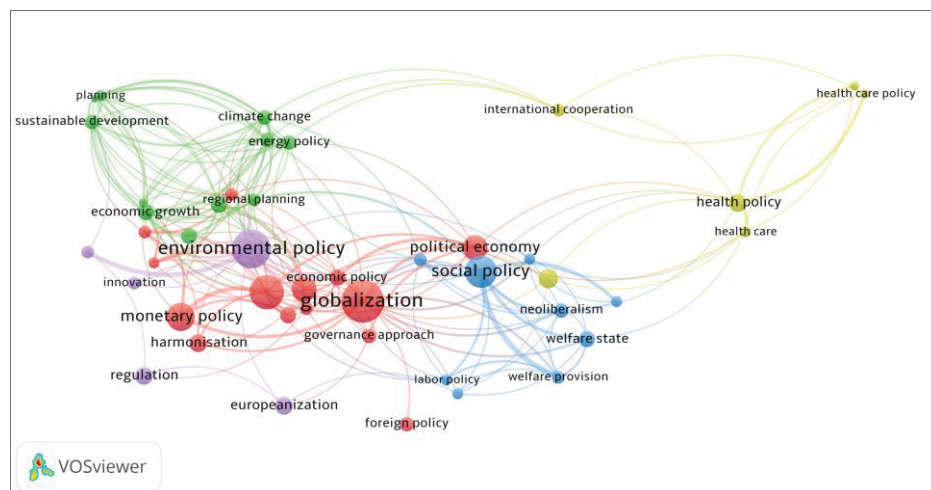 planning
health care policy
sustainable development
climate change
international cooperation
energy policy
regional planning
health policy
economic growth
health care
environmental policy
political economy
social policy
innovation
economic policy
globalization
monetary policy
neoliberalism
harmonisation
governance approach
welfare state
regulation
labor policy
welfare provision
europeanization
foreign policy
VOSviewer